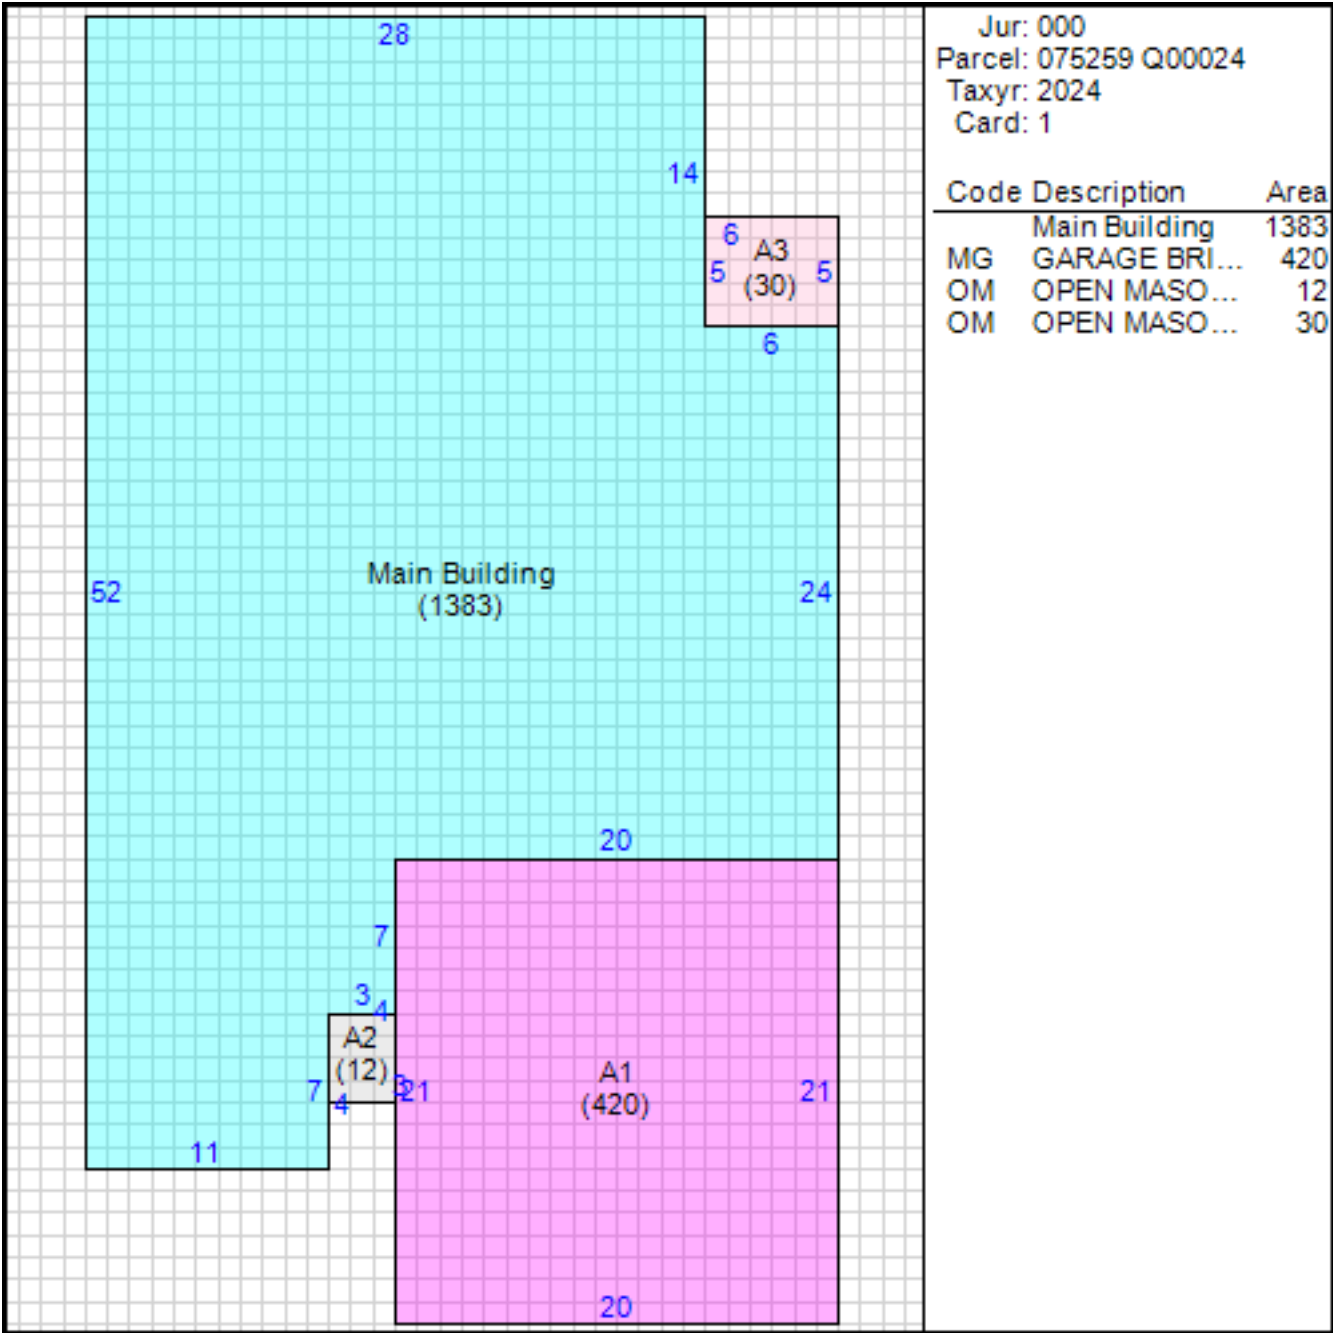 Jur: 000
Parcel: 075259 Q00024
Taxyr: 2024
Card: 1
Code Description Area
Main Building 1383
MG GARAGE BRI... 420
OM OPEN MASO... 12
OM OPEN MASO... 30
28
14
6
A3
5 (30) 5
6
52
Main Building
(1383)
24
20
7
3
4
A2
(12)
7
4
3
21
A1
(420)
21
11
20